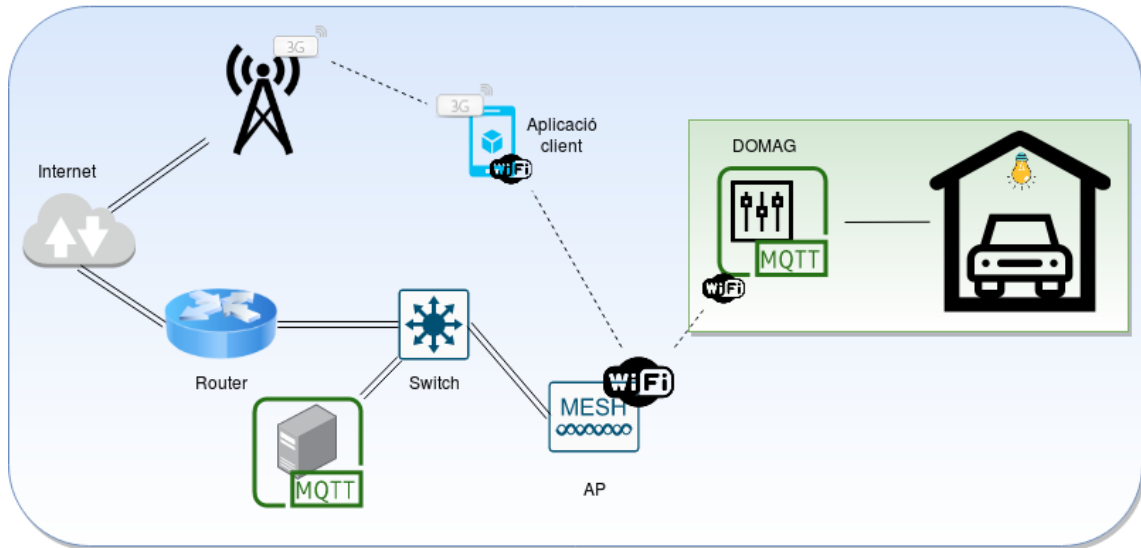 3G
3G
Aplicació
client
WiFi
DOMAG
MQTT
WiFi
Internet
Router
Switch
WiFi
MESH
MQTT
AP